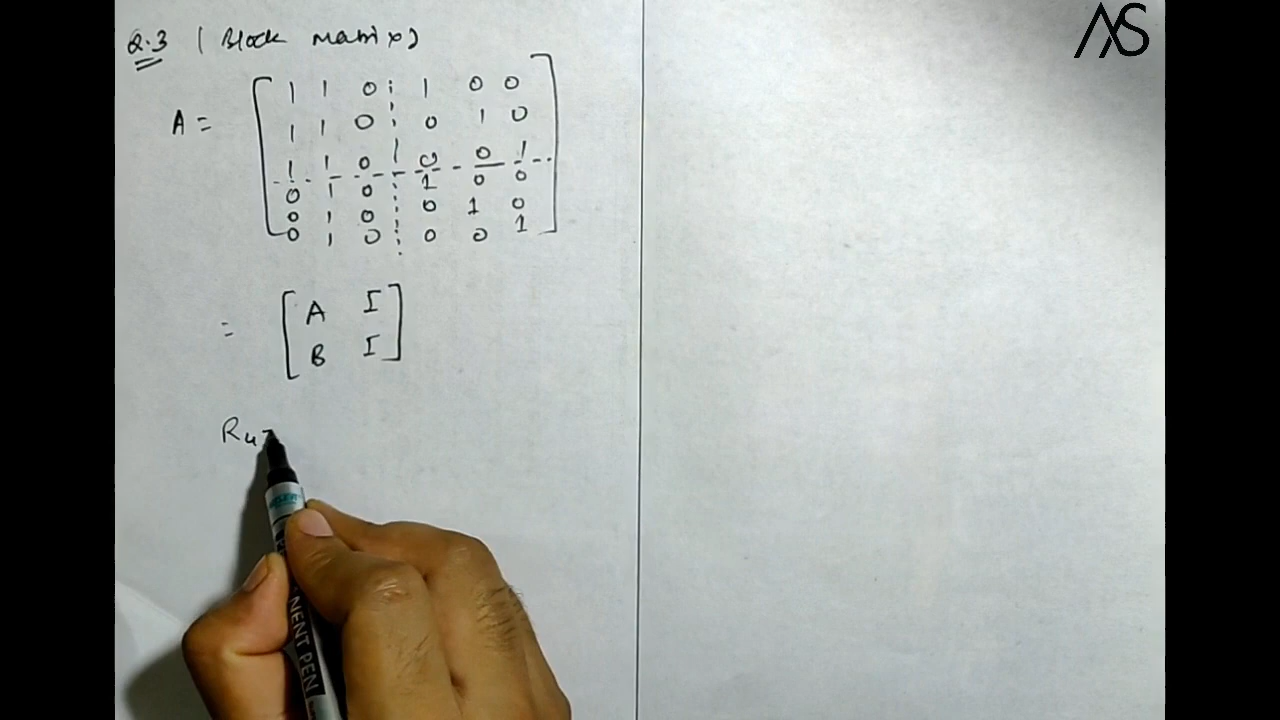 Q.3 ( Block matrix)
A = [ 1 1 0 1 0 0
1 1 0 0 1 0
1 1 0 0 0 1
0 1 0 1 0 0
0 1 0 0 1 0
0 1 0 0 0 1 ]
= [ A I
B I ]
R4 =
NENT PEN
AS